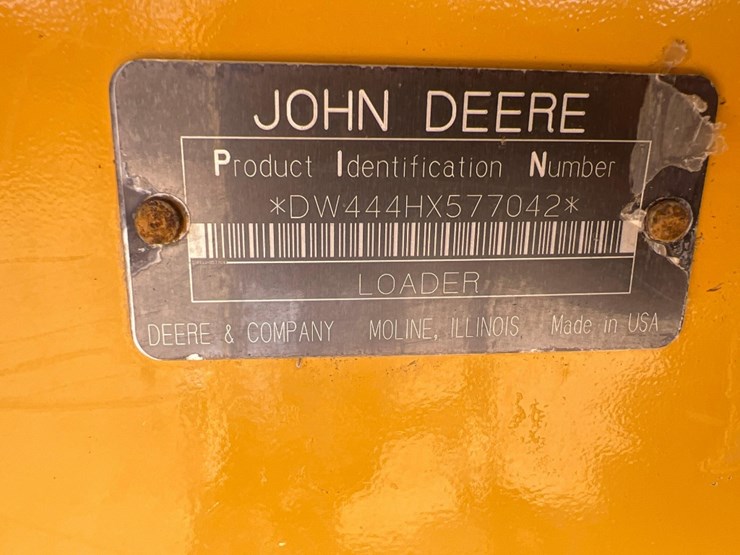 JOHN DEERE
Product Identification Number
*DW444HX577042*
LOADER
DEERE & COMPANY MOLINE, ILLINOIS Made in USA